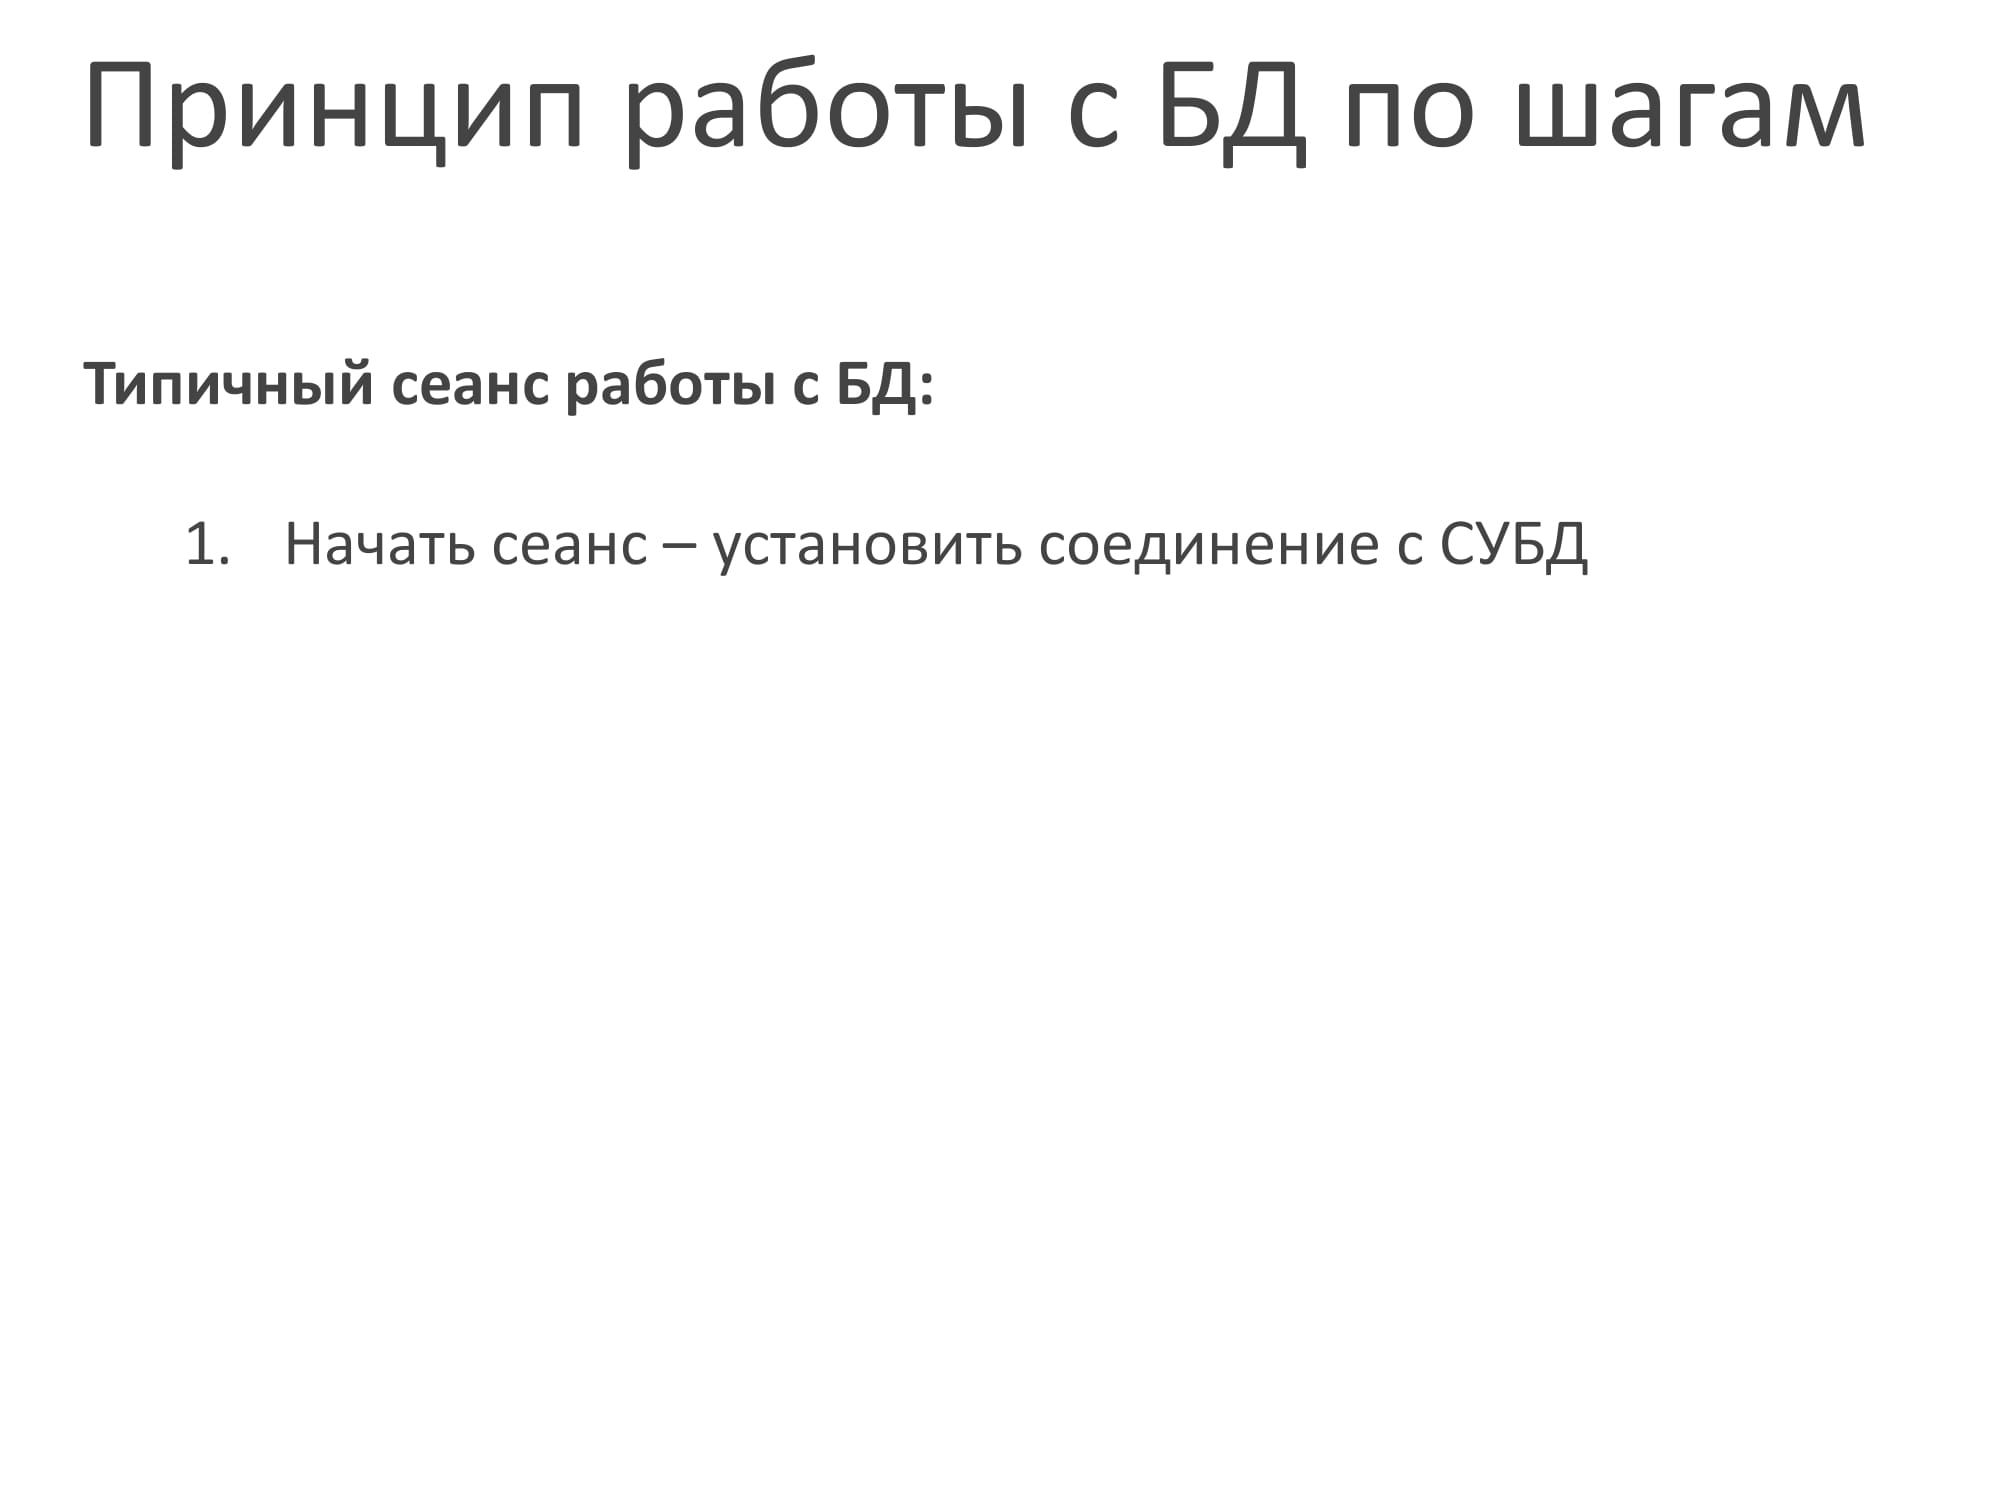 Принцип работы с БД по шагам
Типичный сеанс работы с БД:
1. Начать сеанс – установить соединение с СУБД